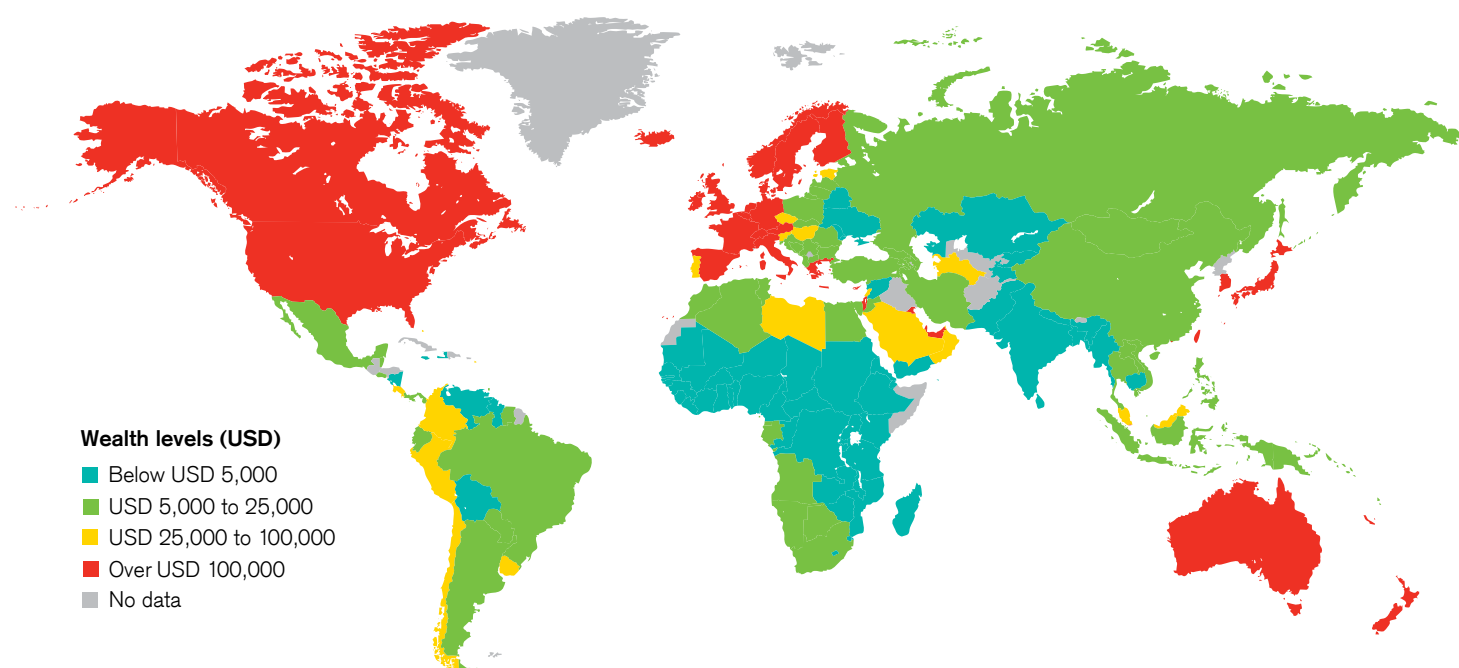 Wealth levels (USD)
Below USD 5,000
USD 5,000 to 25,000
USD 25,000 to 100,000
Over USD 100,000
No data